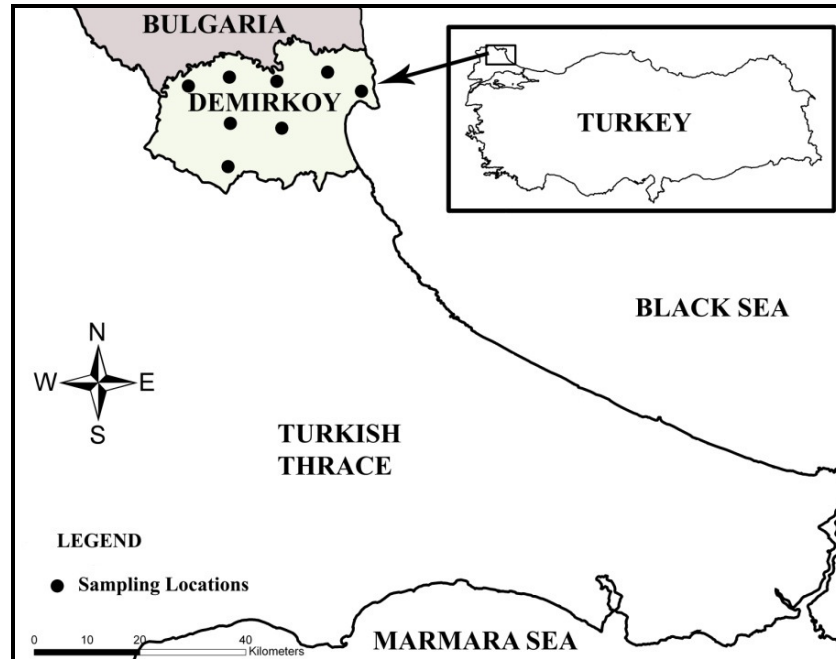 BULGARIA
DEMIRKOY
TURKEY
BLACK SEA
N
W E
S
TURKISH
THRACE
LEGEND
Sampling Locations
0 10 20 40
Kilometers
MARMARA SEA